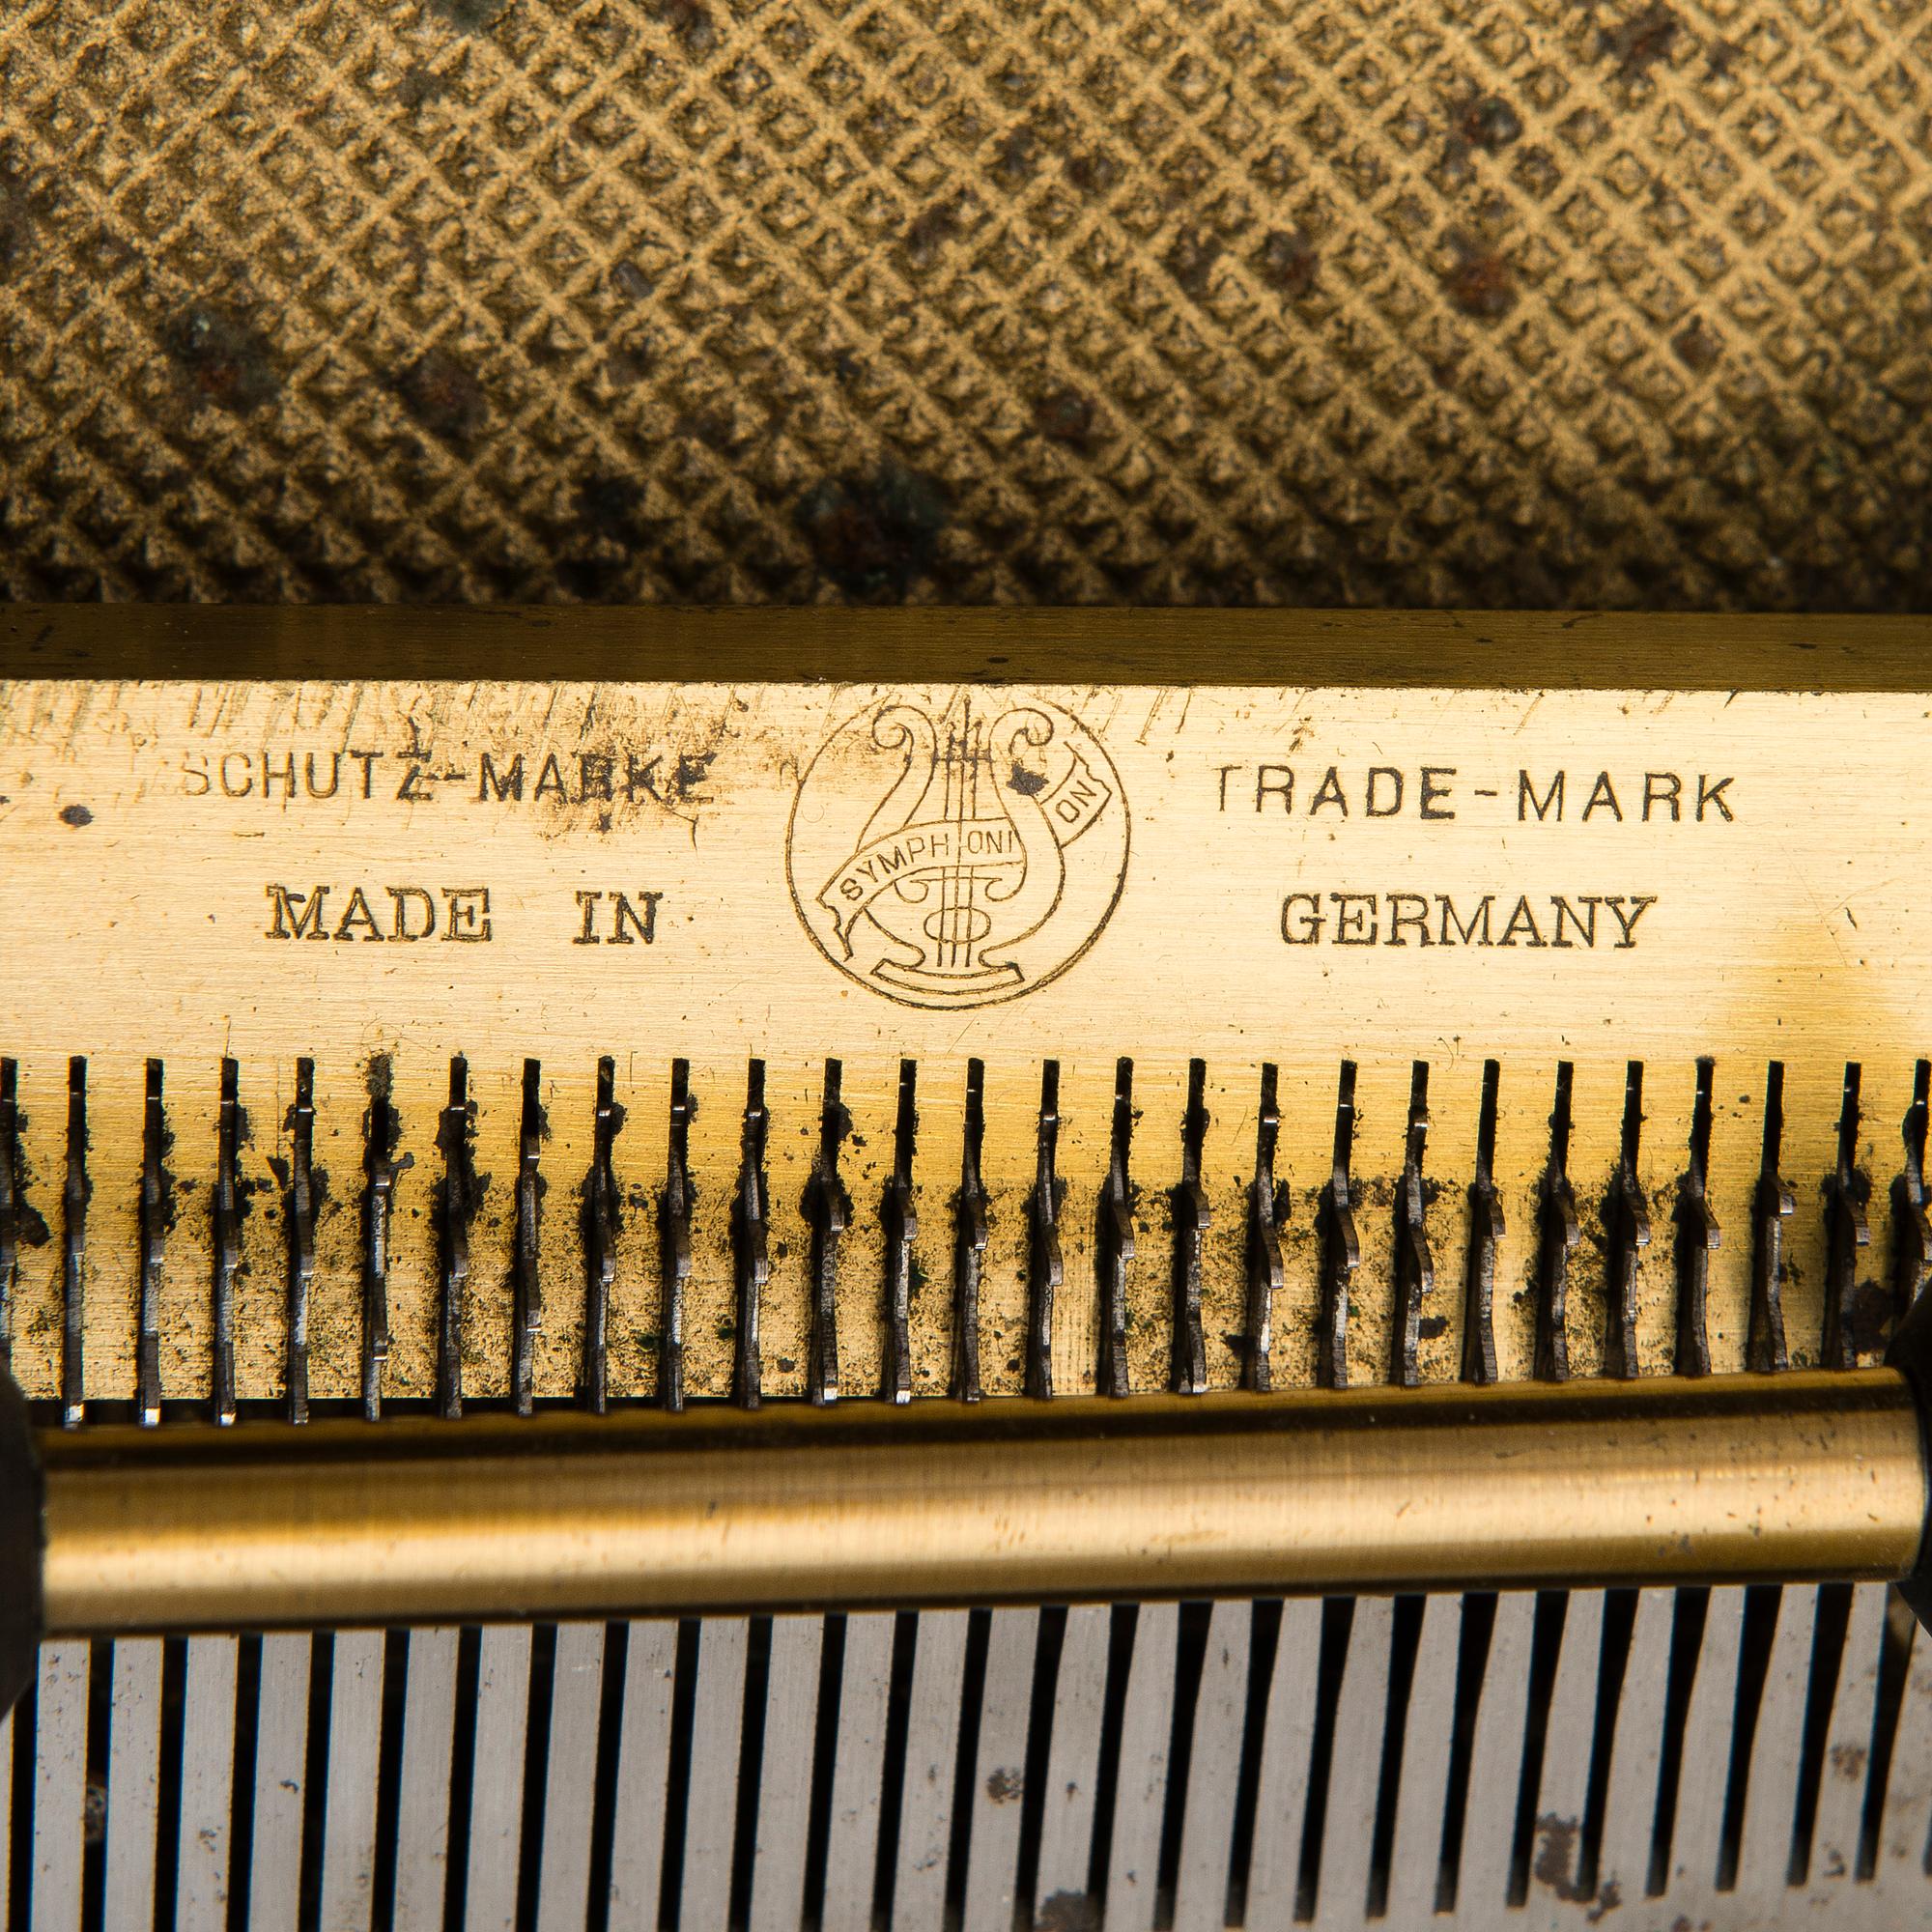 SCHUTZ-MARKE
MADE IN
SYMPHONION
TRADE-MARK
GERMANY